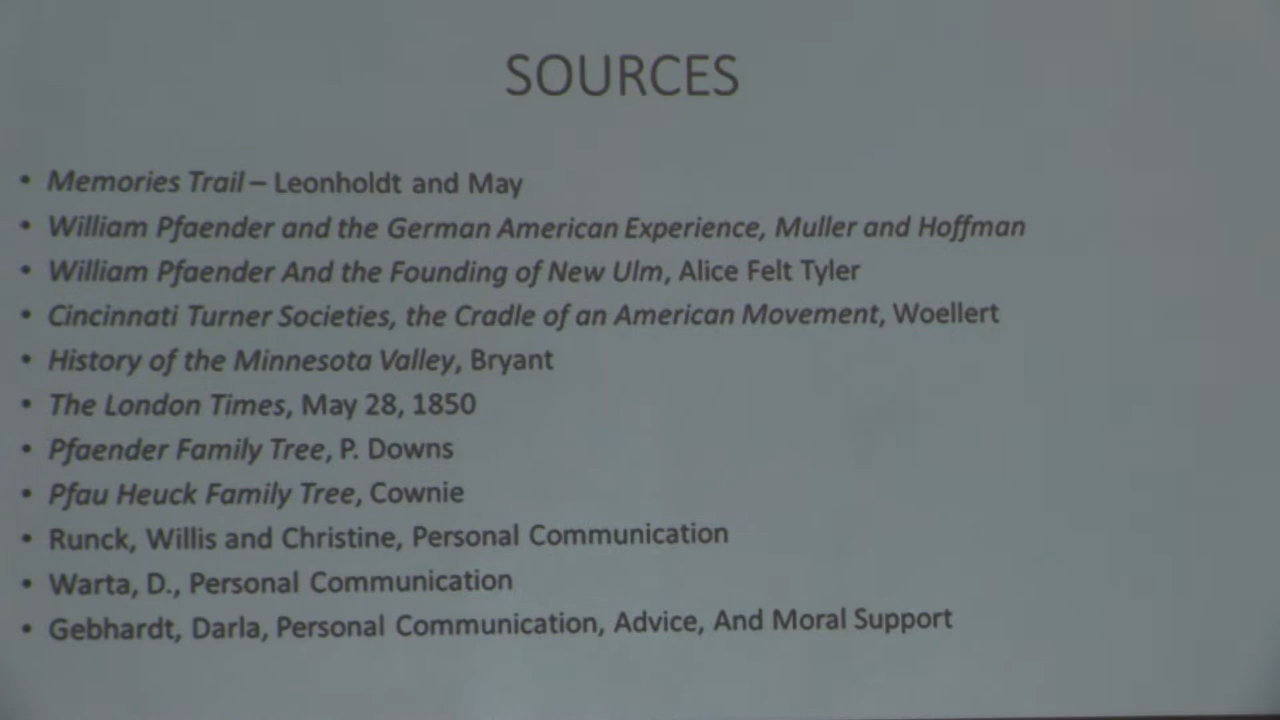 SOURCES
• Memories Trail – Leonholdt and May
• William Pfaender and the German American Experience, Muller and Hoffman
• William Pfaender And the Founding of New Ulm, Alice Felt Tyler
• Cincinnati Turner Societies, the Cradle of an American Movement, Woellert
• History of the Minnesota Valley, Bryant
• The London Times, May 28, 1850
• Pfaender Family Tree, P. Downs
• Pfau Heuck Family Tree, Cownie
• Runck, Willis and Christine, Personal Communication
• Warta, D., Personal Communication
• Gebhardt, Darla, Personal Communication, Advice, And Moral Support